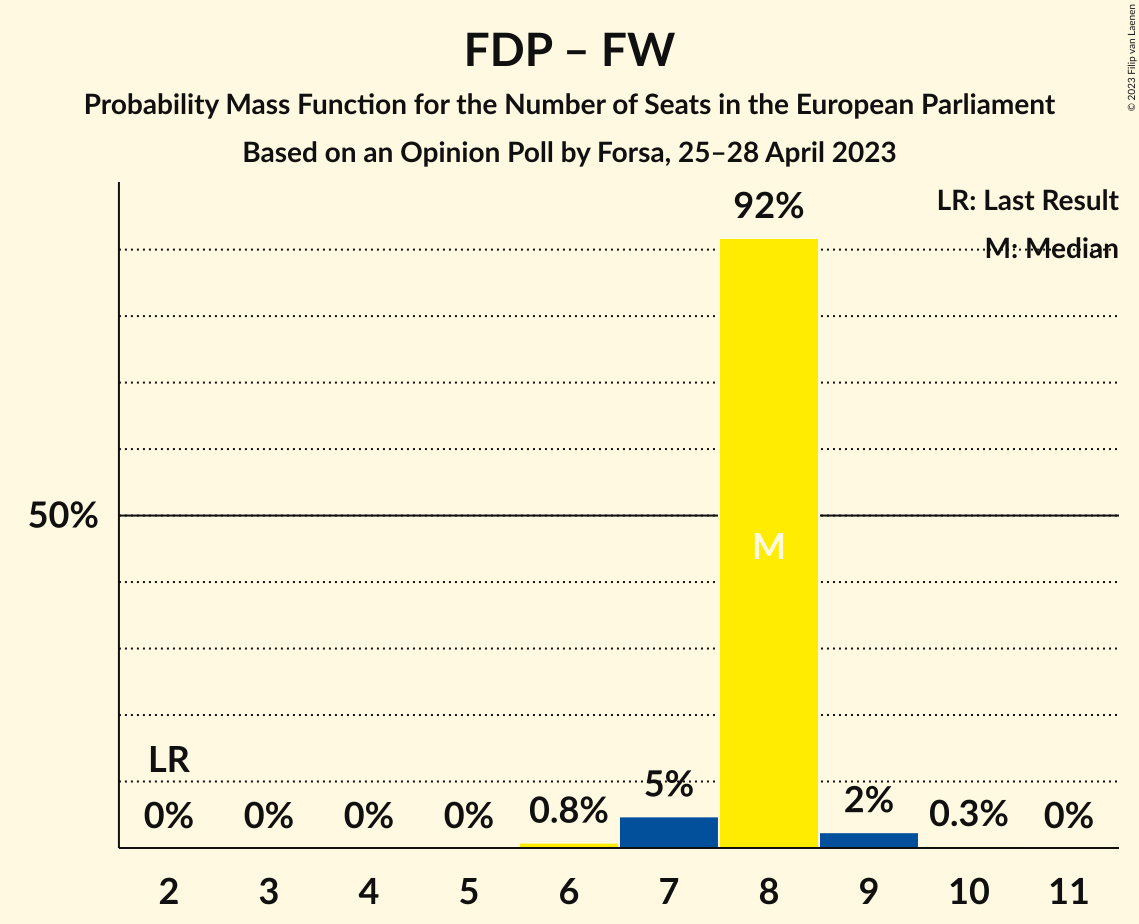 FDP – FW
Probability Mass Function for the Number of Seats in the European Parliament
Based on an Opinion Poll by Forsa, 25–28 April 2023
© 2023 Filip van Laenen
LR: Last Result
M: Median
92%
50%
M
LR
0%
0%
0%
0%
0.8%
5%
2%
0.3%
0%
2 3 4 5 6 7 8 9 10 11